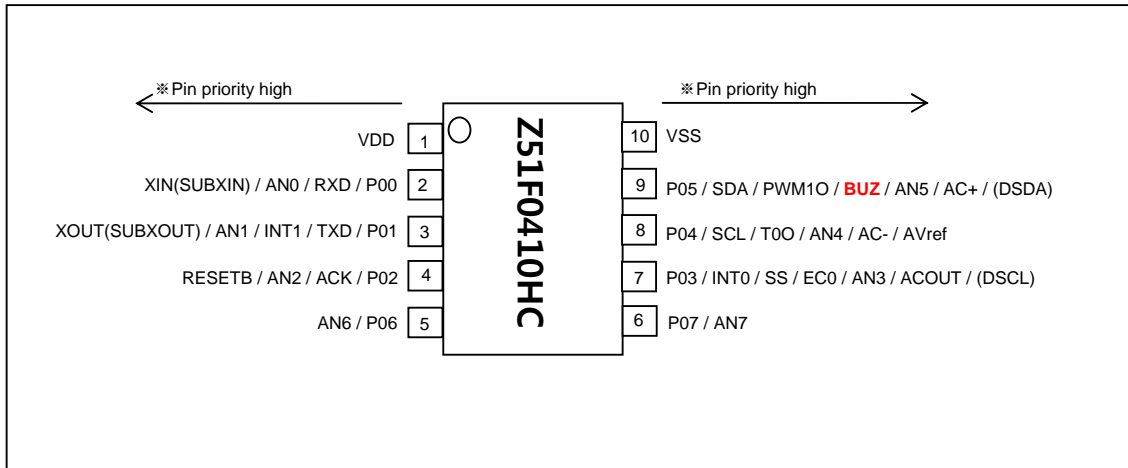 ※Pin priority high
※Pin priority high
Z51F0410HC
VDD 1
XIN(SUBXIN) / AN0 / RXD / P00 2
XOUT(SUBXOUT) / AN1 / INT1 / TXD / P01 3
RESETB / AN2 / ACK / P02 4
AN6 / P06 5
10 VSS
9 P05 / SDA / PWM1O / BUZ / AN5 / AC+ / (DSDA)
8 P04 / SCL / T0O / AN4 / AC- / AVref
7 P03 / INT0 / SS / EC0 / AN3 / ACOUT / (DSCL)
6 P07 / AN7